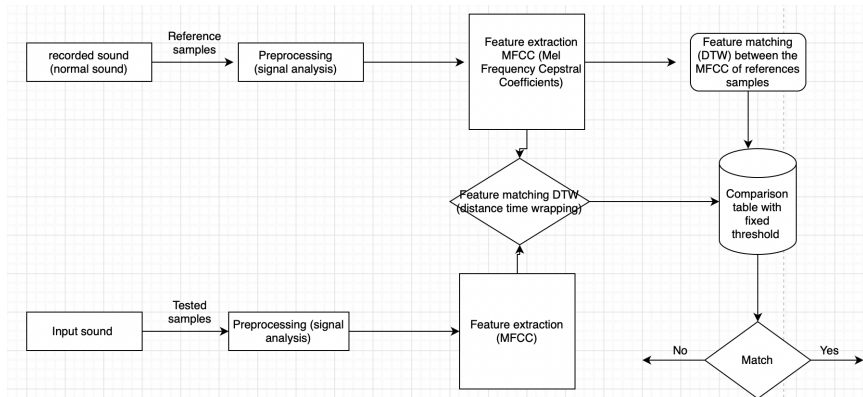 Reference
samples
recorded sound
(normal sound)
Preprocessing
(signal analysis)
Feature extraction
MFCC (Mel
Frequency Cepstral
Coefficients)
Feature matching
(DTW) between the
MFCC of references
samples
Feature matching DTW
(distance time wrapping)
Comparison
table with
fixed
threshold
Tested
samples
Input sound
Preprocessing (signal
analysis)
Feature extraction
(MFCC)
No
Match
Yes